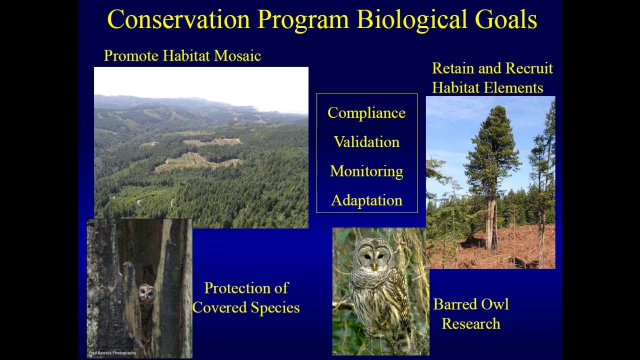 Conservation Program Biological Goals
Promote Habitat Mosaic
Retain and Recruit
Habitat Elements
Compliance
Validation
Monitoring
Adaptation
Protection of
Covered Species
Barred Owl
Research